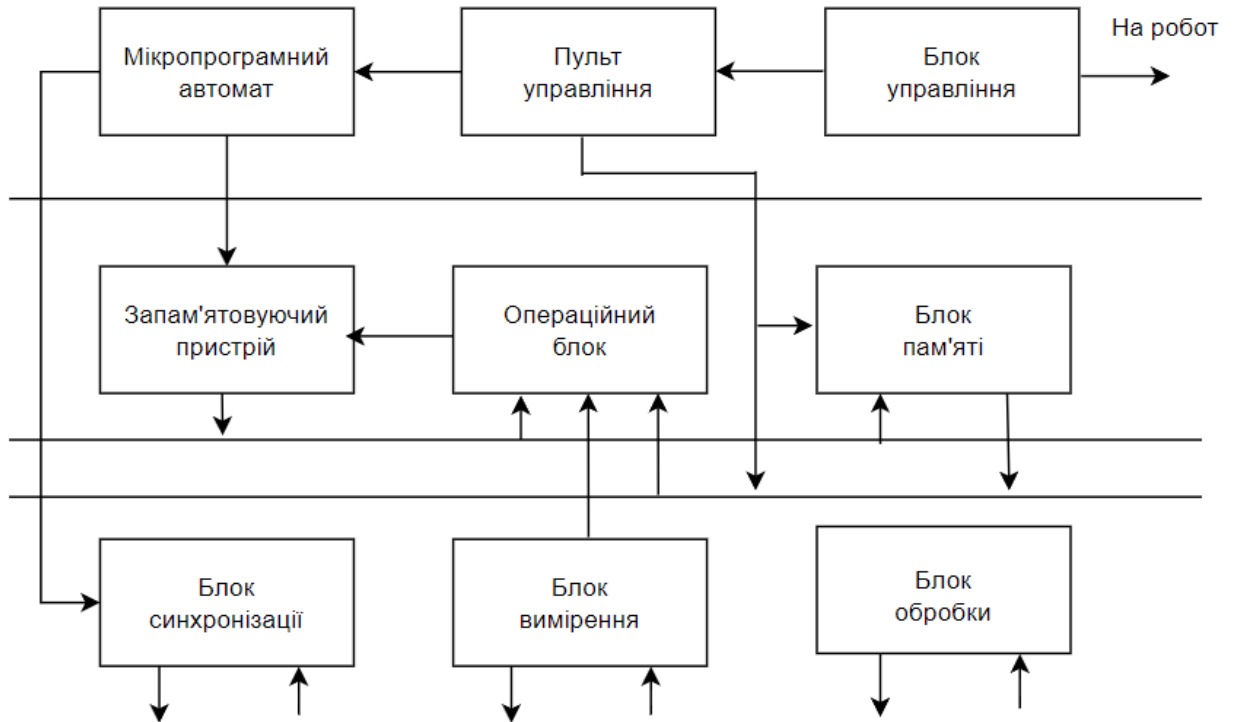 Мікропрограмний
автомат
Пульт
управління
Блок
управління
На робот
Запам'ятовуючий
пристрій
Операційний
блок
Блок
пам'яті
Блок
синхронізації
Блок
вимірення
Блок
обробки